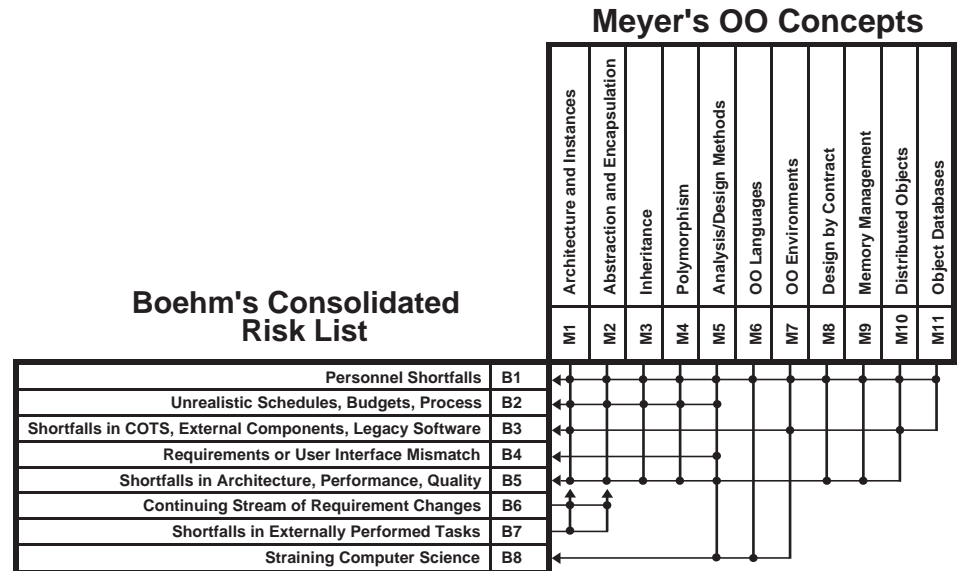 Meyer's OO Concepts
Architecture and Instances
Abstraction and Encapsulation
Inheritance
Polymorphism
Analysis/Design Methods
OO Languages
OO Environments
Design by Contract
Memory Management
Distributed Objects
Object Databases
M1
M2
M3
M4
M5
M6
M7
M8
M9
M10
M11
Boehm's Consolidated
Risk List
Personnel Shortfalls B1
Unrealistic Schedules, Budgets, Process B2
Shortfalls in COTS, External Components, Legacy Software B3
Requirements or User Interface Mismatch B4
Shortfalls in Architecture, Performance, Quality B5
Continuing Stream of Requirement Changes B6
Shortfalls in Externally Performed Tasks B7
Straining Computer Science B8